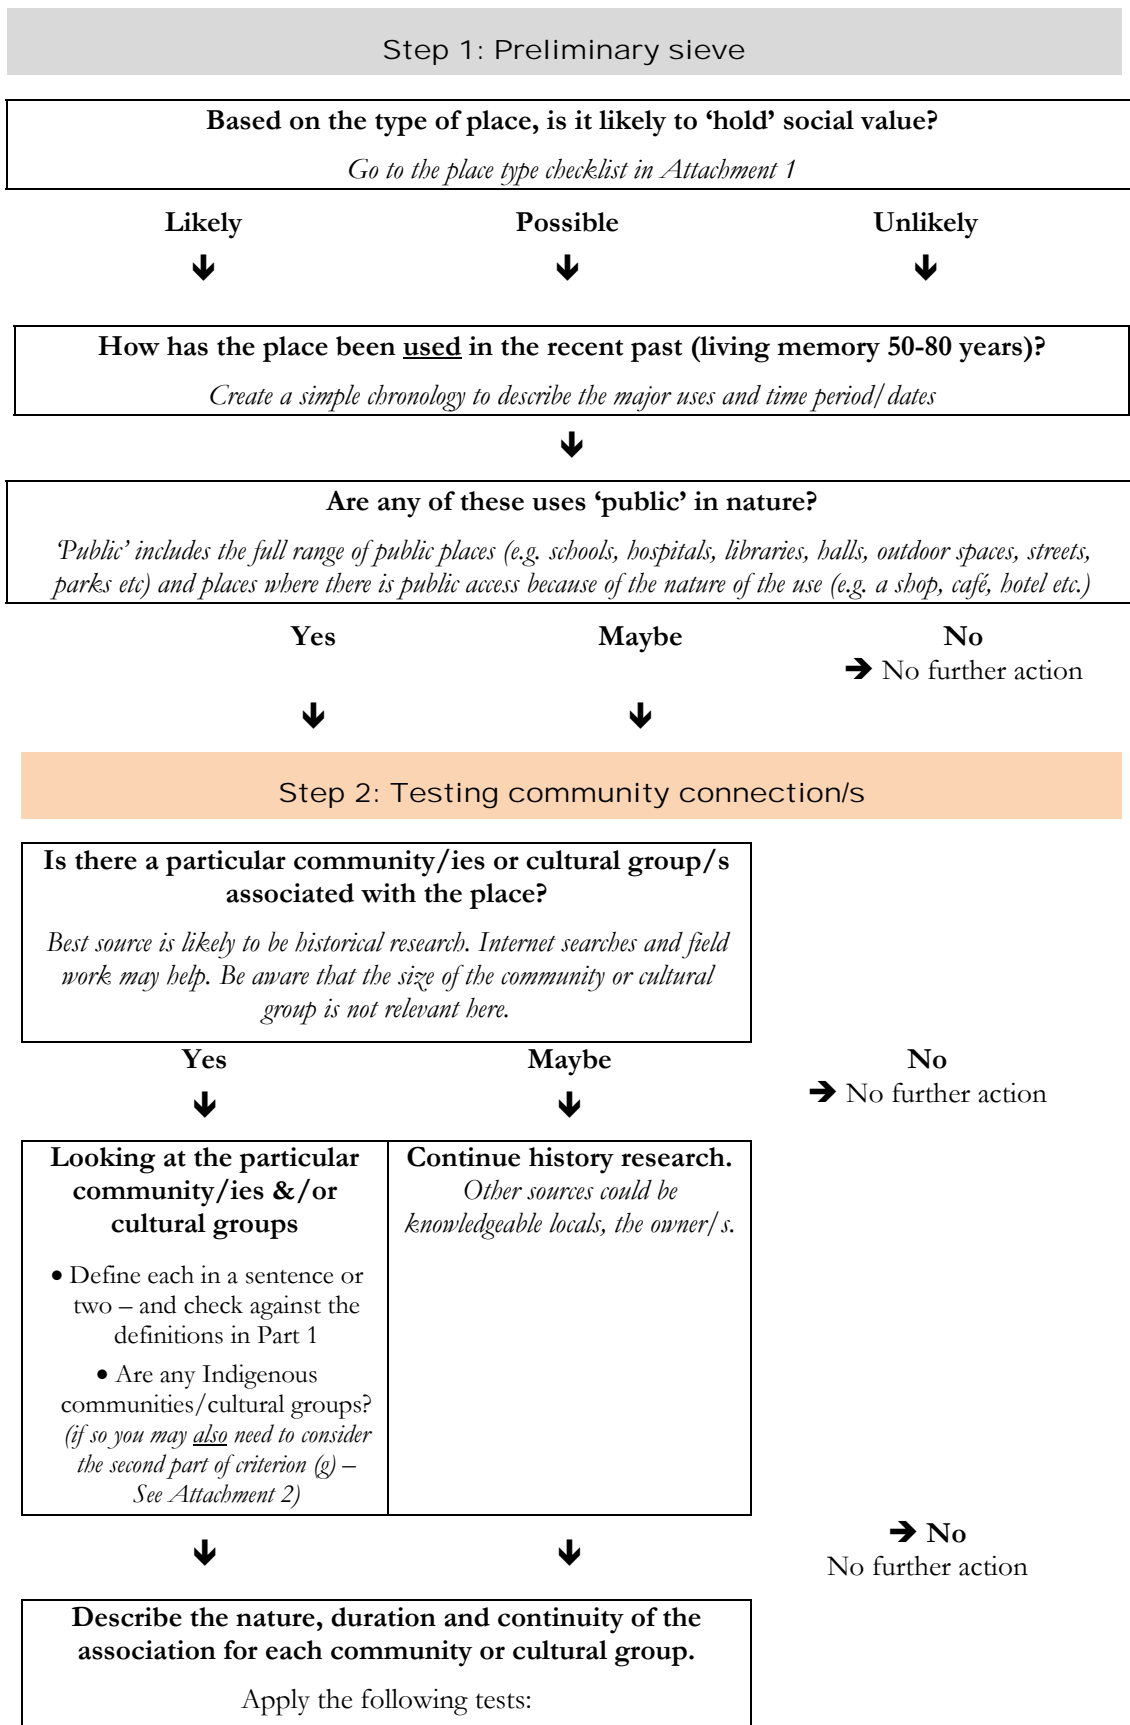 Step 1: Preliminary sieve
Based on the type of place, is it likely to ‘hold’ social value?
Go to the place type checklist in Attachment 1
Likely Possible Unlikely
How has the place been used in the recent past (living memory 50-80 years)?
Create a simple chronology to describe the major uses and time period/dates
Are any of these uses ‘public’ in nature?
‘Public’ includes the full range of public places (e.g. schools, hospitals, libraries, halls, outdoor spaces, streets,
parks etc) and places where there is public access because of the nature of the use (e.g. a shop, café, hotel etc.)
Yes Maybe No
➔ No further action
Step 2: Testing community connection/s
Is there a particular community/ies or cultural group/s
associated with the place?
Best source is likely to be historical research. Internet searches and field
work may help. Be aware that the size of the community or cultural
group is not relevant here.
Yes Maybe No
➔ No further action
Looking at the particular
community/ies &/or
cultural groups
• Define each in a sentence or
two – and check against the
definitions in Part 1
• Are any Indigenous
communities/cultural groups?
(if so you may also need to consider
the second part of criterion (g) –
See Attachment 2)
Continue history research.
Other sources could be
knowledgeable locals, the owner/s.
➔ No
No further action
Describe the nature, duration and continuity of the
association for each community or cultural group.
Apply the following tests: